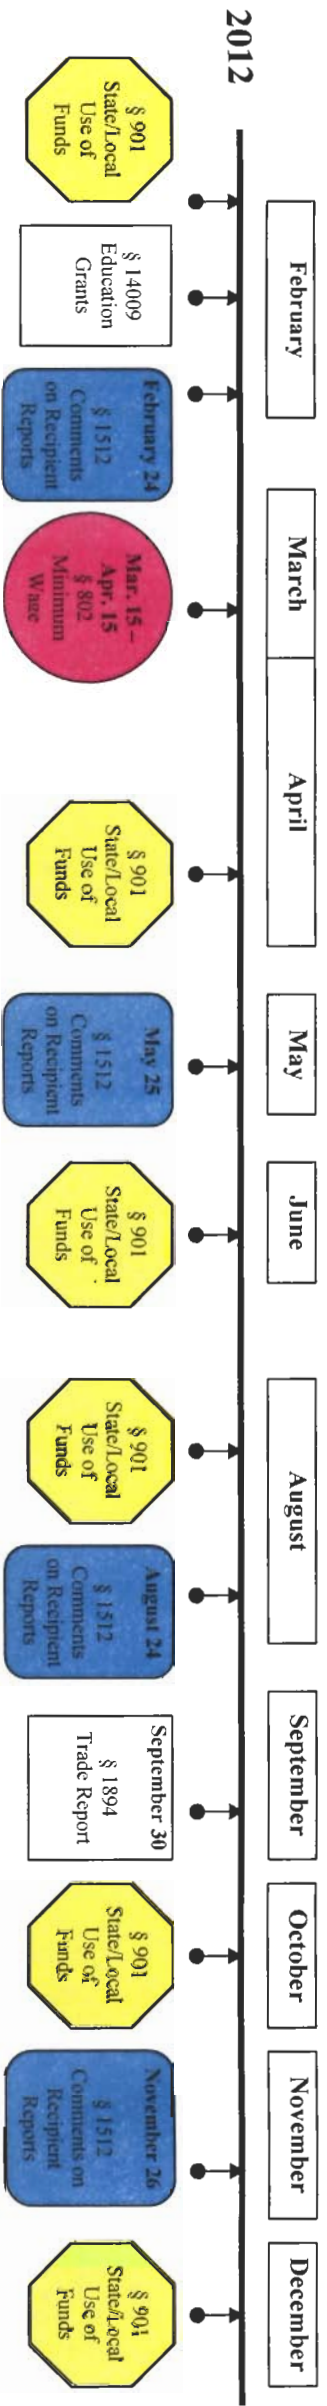 2012
February
March
April
May
June
August
September
October
November
December
§ 901
State/Local
Use of
Funds
§ 14009
Education
Grants
February 24
§ 1512
Comments
on Recipient
Reports
Mar. 15 –
Apr. 15
§ 802
Minimum
Wage
§ 901
State/Local
Use of
Funds
May 25
§ 1512
Comments
on Recipient
Reports
§ 901
State/Local
Use of
Funds
§ 901
State/Local
Use of
Funds
August 24
§ 1512
Comments
on Recipient
Reports
September 30
§ 1894
Trade Report
§ 901
State/Local
Use of
Funds
November 26
§ 1512
Comments on
Recipient
Reports
§ 901
State/Local
Use of
Funds